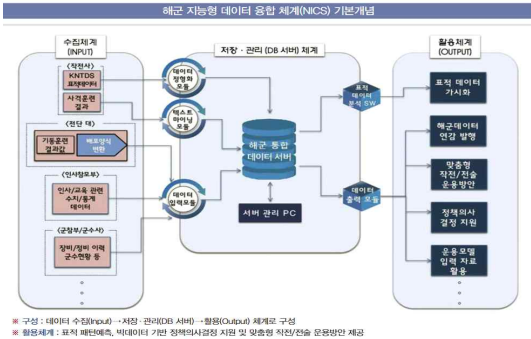 해군 지능형 데이터 융합 체계(NICS) 기본개념
수집체계
(INPUT)
<작전사>
KNTDS
표적데이터
사격훈련
결과
<전단 대>
기동훈련
결과값
배포양식
변환
<인사참모부>
인사/교육 관련
수치/통계
데이터
<군참부/군수사>
장비/정비 이력
군수현황 등
저장·관리(DB 서버) 체계
데이터
정형화
모듈
텍스트
마이닝
모듈
데이터
입력모듈
해군 통합
데이터 서버
서버 관리 PC
표적
데이터
분석 SW
데이터
출력 모듈
활용체계
(OUTPUT)
표적 데이터
가시화
해군데이터
연감 발행
맞춤형
작전/전술
운용방안
정책의사
결정 지원
운용모델
입력 자료
활용
※ 구성 : 데이터 수집(Input)→저장·관리(DB 서버)→활용(Output) 체계로 구성
※ 활용체계 : 표적 패턴예측, 빅데이터 기반 정책의사결정 지원 및 맞춤형 작전/전술 운용방안 제공